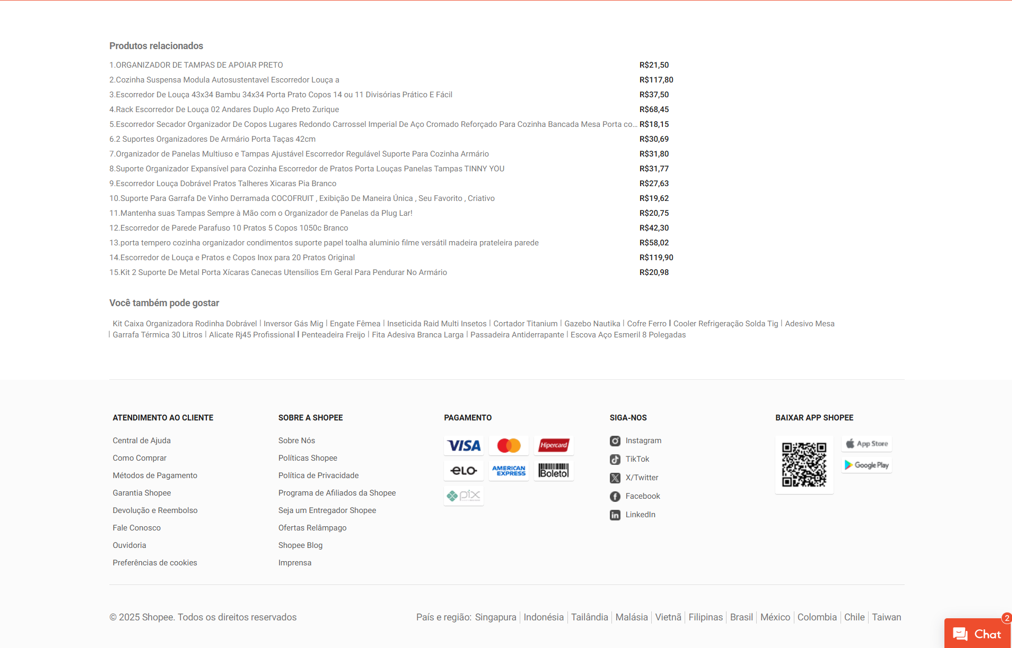 Produtos relacionados
1.ORGANIZADOR DE TAMPAS DE APOIAR PRETO R$21,50
2.Cozinha Suspensa Modula Autosustentavel Escorredor Louça a R$117,80
3.Escorredor De Louça 43x34 Bambu 34x34 Porta Prato Copos 14 ou 11 Divisórias Prático E Fácil R$37,50
4.Rack Escorredor De Louça 02 Andares Duplo Aço Preto Zurique R$68,45
5.Escorredor Secador Organizador De Copos Lugares Redondo Carrossel Imperial De Aço Cromado Reforçado Para Cozinha Bancada Mesa Porta co... R$18,15
6.2 Suportes Organizadores De Armário Porta Taças 42cm R$30,69
7.Organizador de Panelas Multiuso e Tampas Ajustável Escorredor Regulável Suporte Para Cozinha Armário R$31,80
8.Suporte Organizador Expansível para Cozinha Escorredor de Pratos Porta Louças Panelas Tampas TINNY YOU R$31,77
9.Escorredor Louça Dobrável Pratos Talheres Xicaras Pia Branco R$27,63
10.Suporte Para Garrafa De Vinho Derramada COCOFRUIT , Exibição De Maneira Única , Seu Favorito , Criativo R$19,62
11.Mantenha suas Tampas Sempre à Mão com o Organizador de Panelas da Plug Lar! R$20,75
12.Escorredor de Parede Parafuso 10 Pratos 5 Copos 1050c Branco R$42,30
13.porta tempero cozinha organizador condimentos suporte papel toalha aluminio filme versátil madeira prateleira parede R$58,02
14.Escorredor de Louça e Pratos e Copos Inox para 20 Pratos Original R$119,90
15.Kit 2 Suporte De Metal Porta Xícaras Canecas Utensílios Em Geral Para Pendurar No Armário R$20,98
Você também pode gostar
Kit Caixa Organizadora Rodinha Dobrável | Inversor Gás Mig | Engate Fêmea | Inseticida Raid Multi Insetos | Cortador Titanium | Gazebo Nautika | Cofre Ferro | Cooler Refrigeração Solda Tig | Adesivo Mesa
| Garrafa Térmica 30 Litros | Alicate Rj45 Profissional | Penteadeira Freijo | Fita Adesiva Branca Larga | Passadeira Antiderrapante | Escova Aço Esmeril 8 Polegadas
ATENDIMENTO AO CLIENTE
Central de Ajuda
Como Comprar
Métodos de Pagamento
Garantia Shopee
Devolução e Reembolso
Fale Conosco
Ouvidoria
Preferências de cookies
SOBRE A SHOPEE
Sobre Nós
Políticas Shopee
Política de Privacidade
Programa de Afiliados da Shopee
Seja um Entregador Shopee
Ofertas Relâmpago
Shopee Blog
Imprensa
PAGAMENTO
VISA
Hipercard
elo
AMERICAN EXPRESS
Boleto
pix
SIGA-NOS
Instagram
TikTok
X/Twitter
Facebook
LinkedIn
BAIXAR APP SHOPEE
App Store
Google Play
© 2025 Shopee. Todos os direitos reservados
País e região: Singapura | Indonésia | Tailândia | Malásia | Vietnã | Filipinas | Brasil | México | Colombia | Chile | Taiwan
2
Chat